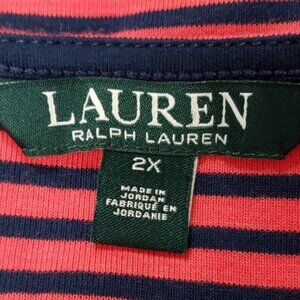 LAUREN
RALPH LAUREN
2X
MADE IN
JORDAN
FABRIQUÉ EN
JORDANIE